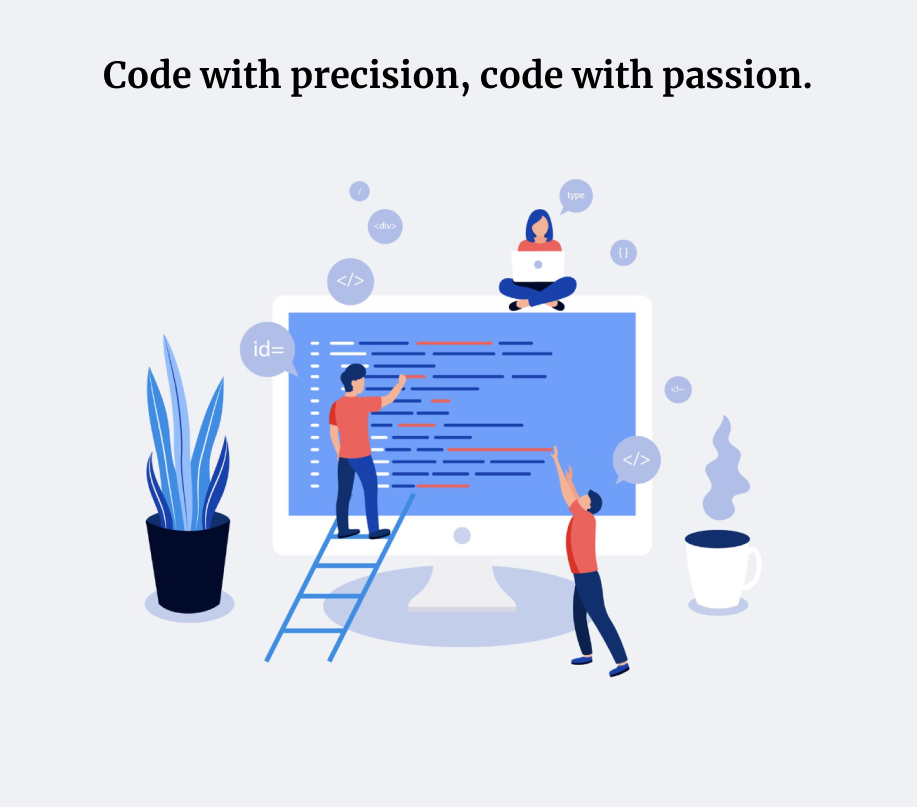 Code with precision, code with passion.
/
type
<div>
{ }
</>
id=
<!--
</>